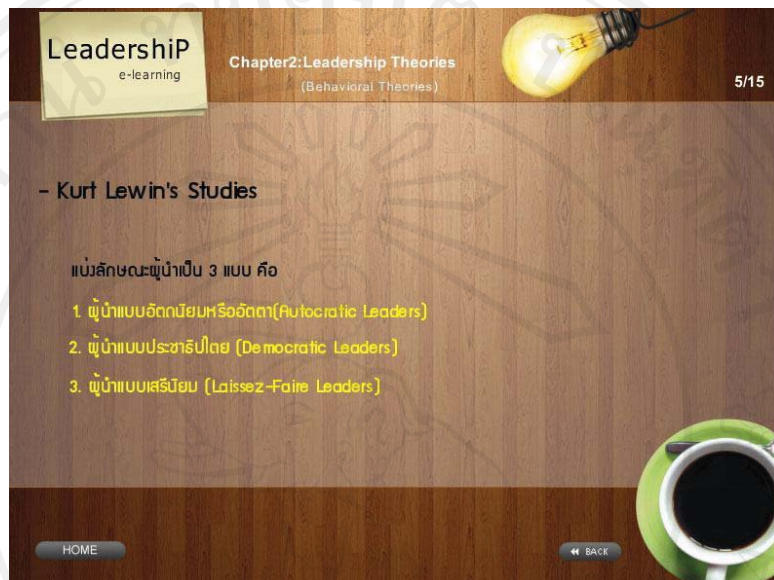 LeadershiP
e-learning
Chapter2:Leadership Theories
(Behavioral Theories)
5/15
- Kurt Lewin's Studies
แบ่งลักษณะผู้นำเป็น 3 แบบ คือ
1. ผู้นำแบบอัตถนิยมหรืออัตตา(Autocratic Leaders)
2. ผู้นำแบบประชาธิปไตย (Democratic Leaders)
3. ผู้นำแบบเสรีนิยม (Laissez-Faire Leaders)
HOME
BACK